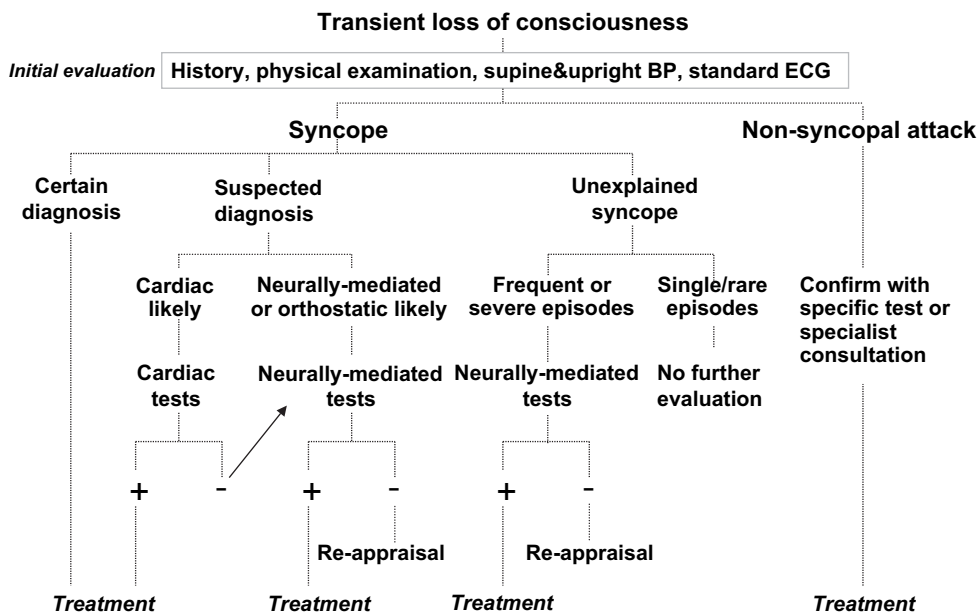 Transient loss of consciousness
Initial evaluation
History, physical examination, supine&upright BP, standard ECG
Syncope
Non-syncopal attack
Certain
diagnosis
Suspected
diagnosis
Unexplained
syncope
Cardiac
likely
Neurally-mediated
or orthostatic likely
Frequent or
severe episodes
Single/rare
episodes
Confirm with
specific test or
specialist
consultation
Cardiac
tests
Neurally-mediated
tests
Neurally-mediated
tests
No further
evaluation
+ - + - + -
Re-appraisal Re-appraisal
Treatment Treatment Treatment Treatment